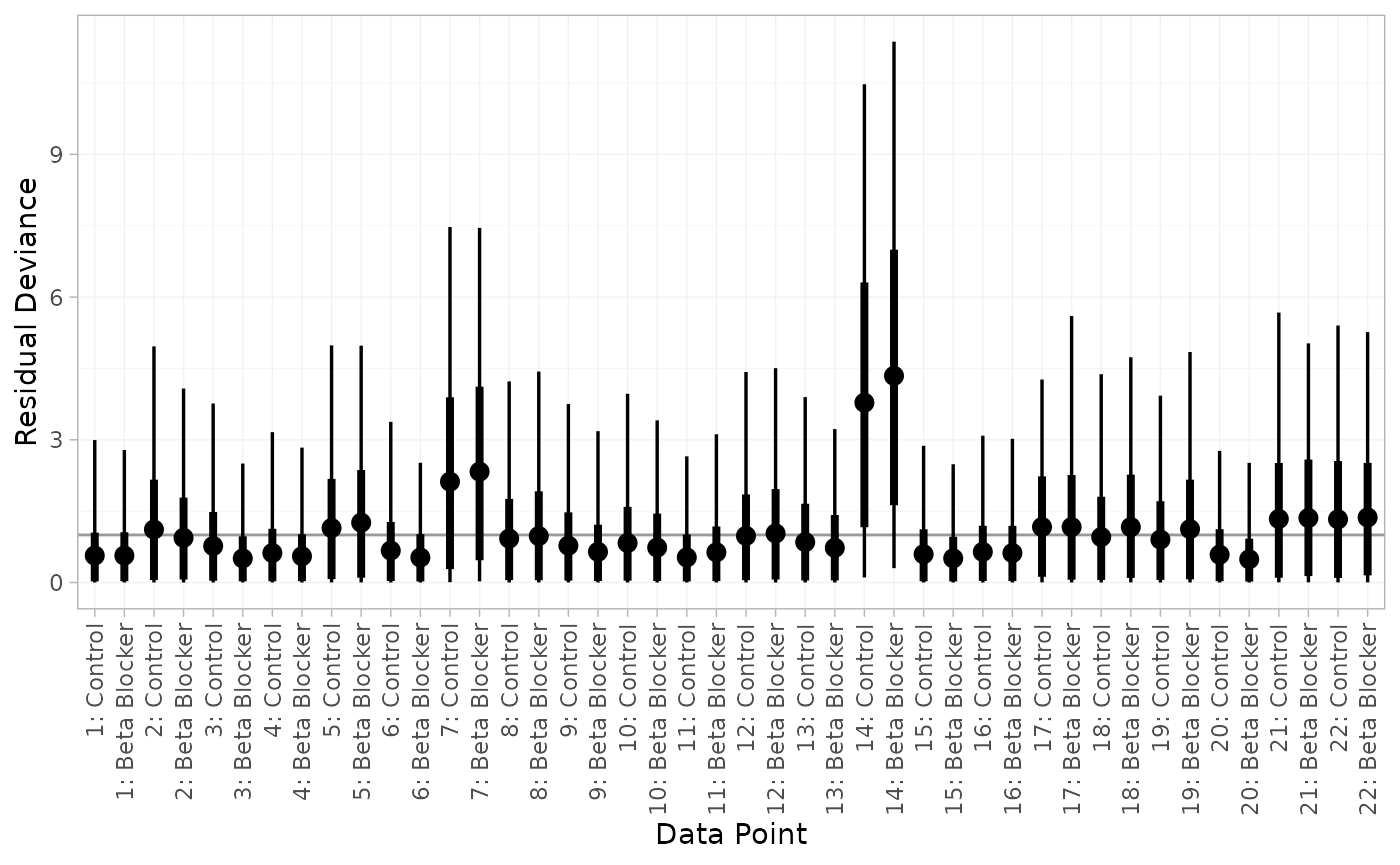 Residual Deviance
9
6
3
0
1: Control
1: Beta Blocker
2: Control
2: Beta Blocker
3: Control
3: Beta Blocker
4: Control
4: Beta Blocker
5: Control
5: Beta Blocker
6: Control
6: Beta Blocker
7: Control
7: Beta Blocker
8: Control
8: Beta Blocker
9: Control
9: Beta Blocker
10: Control
10: Beta Blocker
11: Control
11: Beta Blocker
12: Control
12: Beta Blocker
13: Control
13: Beta Blocker
14: Control
14: Beta Blocker
15: Control
15: Beta Blocker
16: Control
16: Beta Blocker
17: Control
17: Beta Blocker
18: Control
18: Beta Blocker
19: Control
19: Beta Blocker
20: Control
20: Beta Blocker
21: Control
21: Beta Blocker
22: Control
22: Beta Blocker
Data Point